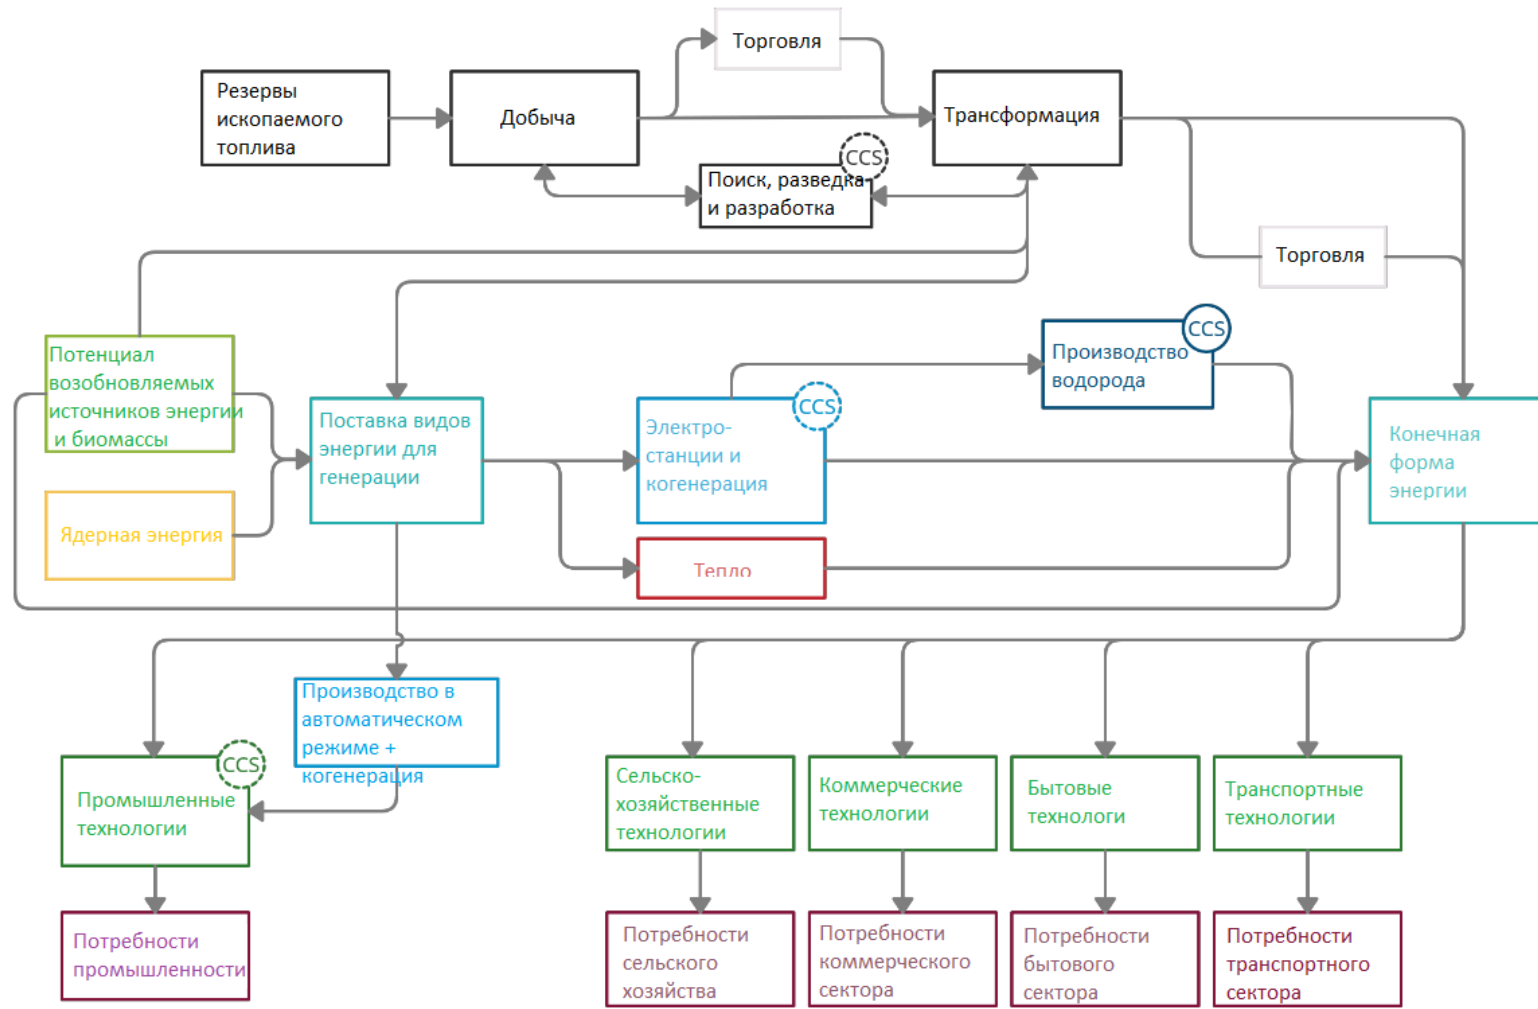 Торговля
Резервы
ископаемого
топлива
Добыча
Трансформация
CCS
Поиск, разведка
и разработка
Торговля
CCS
Производство
водорода
Потенциал
возобновляемых
источников энергии
и биомассы
Поставка видов
энергии для
генерации
CCS
Электро-
станции и
когенерация
Конечная
форма
энергии
Ядерная энергия
Тепло
Производство в
автоматическом
режиме +
когенерация
CCS
Промышленные
технологии
Сельско-
хозяйственные
технологии
Коммерческие
технологии
Бытовые
технологи
Транспортные
технологии
Потребности
промышленности
Потребности
сельского
хозяйства
Потребности
коммерческого
сектора
Потребности
бытового
сектора
Потребности
транспортного
сектора